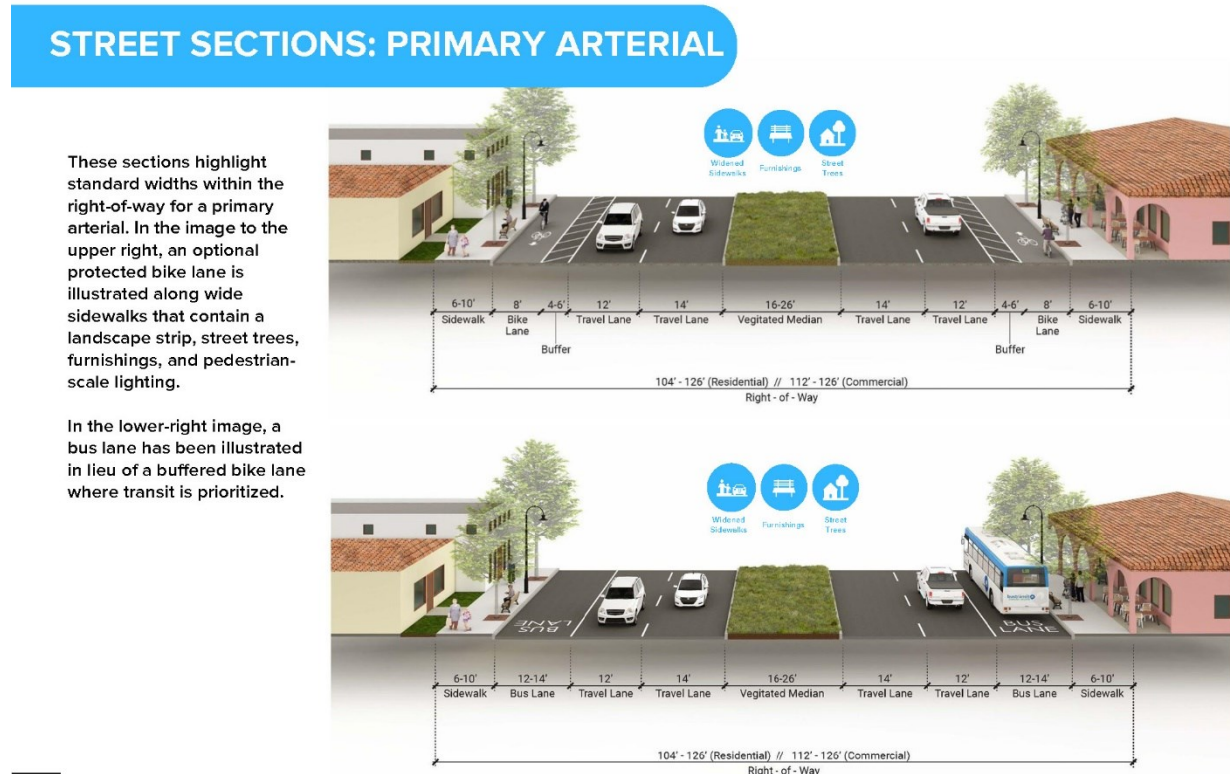 STREET SECTIONS: PRIMARY ARTERIAL
These sections highlight
standard widths within the
right-of-way for a primary
arterial. In the image to the
upper right, an optional
protected bike lane is
illustrated along wide
sidewalks that contain a
landscape strip, street trees,
furnishings, and pedestrian-
scale lighting.
In the lower-right image, a
bus lane has been illustrated
in lieu of a buffered bike lane
where transit is prioritized.
Widened
Sidewalks
Furnishings
Street
Trees
6-10' 8' 4-6' 12' 14' 16-26' 14' 12' 4-6' 8' 6-10'
Sidewalk Bike Lane Buffer Travel Lane Travel Lane Vegitated Median Travel Lane Travel Lane Buffer Bike Lane Sidewalk
104' - 126' (Residential) // 112' - 126' (Commercial)
Right - of - Way
Widened
Sidewalks
Furnishings
Street
Trees
BUS
LANE
BUS
LANE
6-10' 12-14' 12' 14' 16-26' 14' 12' 12-14' 6-10'
Sidewalk Bus Lane Travel Lane Travel Lane Vegitated Median Travel Lane Travel Lane Bus Lane Sidewalk
104' - 126' (Residential) // 112' - 126' (Commercial)
Right - of - Way